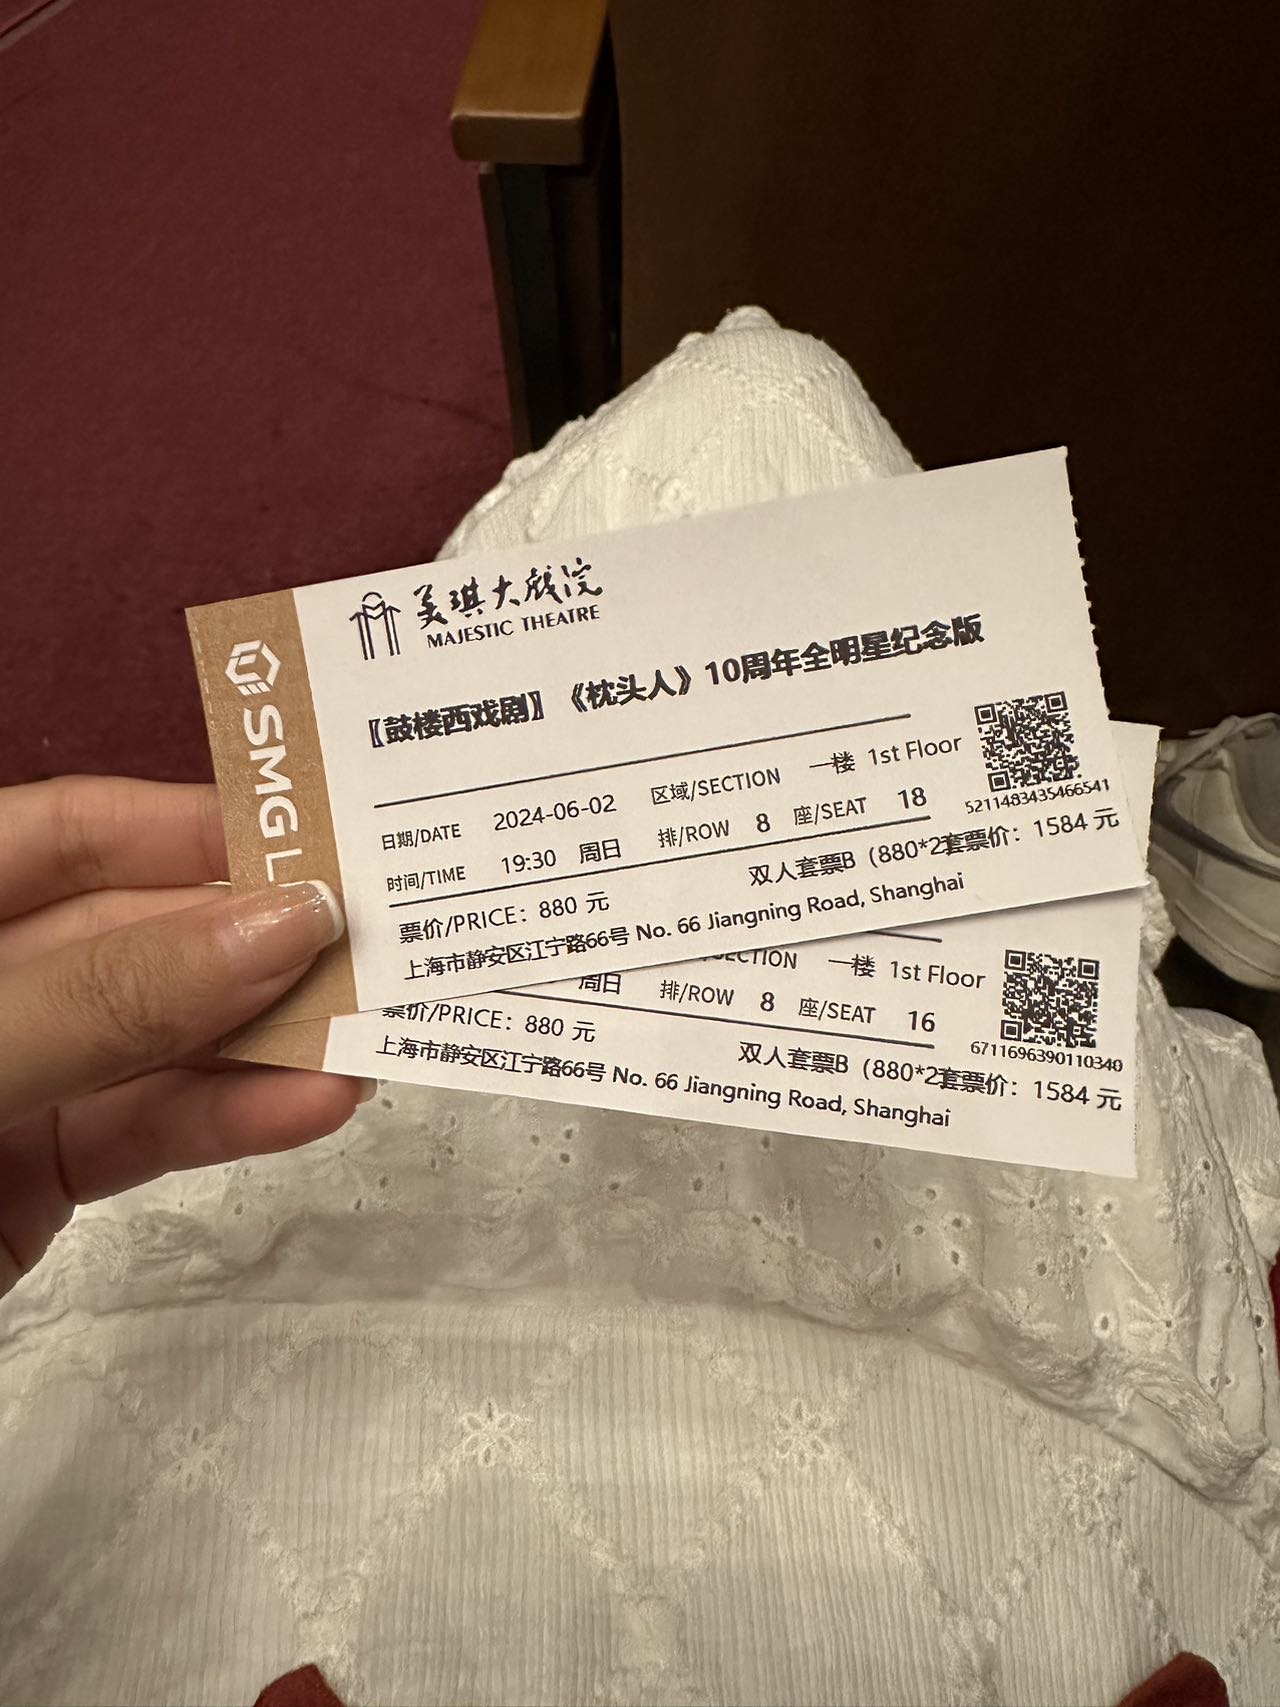 SMG L
美琪大戏院
MAJESTIC THEATRE
〖鼓楼西戏剧〗《枕头人》10周年全明星纪念版
日期/DATE 2024-06-02 区域/SECTION 一楼 1st Floor
时间/TIME 19:30 周日 排/ROW 8 座/SEAT 18
5211483435466541
票价/PRICE：880 元 双人套票B（880*2套票价：1584 元
上海市静安区江宁路66号 No. 66 Jiangning Road, Shanghai
/SECTION 一楼 1st Floor
周日 排/ROW 8 座/SEAT 16
6711696390110340
票价/PRICE：880 元 双人套票B（880*2套票价：1584 元
上海市静安区江宁路66号 No. 66 Jiangning Road, Shanghai